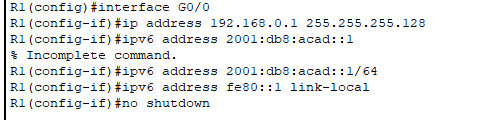 R1(config)#interface G0/0
R1(config-if)#ip address 192.168.0.1 255.255.255.128
R1(config-if)#ipv6 address 2001:db8:acad::1
% Incomplete command.
R1(config-if)#ipv6 address 2001:db8:acad::1/64
R1(config-if)#ipv6 address fe80::1 link-local
R1(config-if)#no shutdown